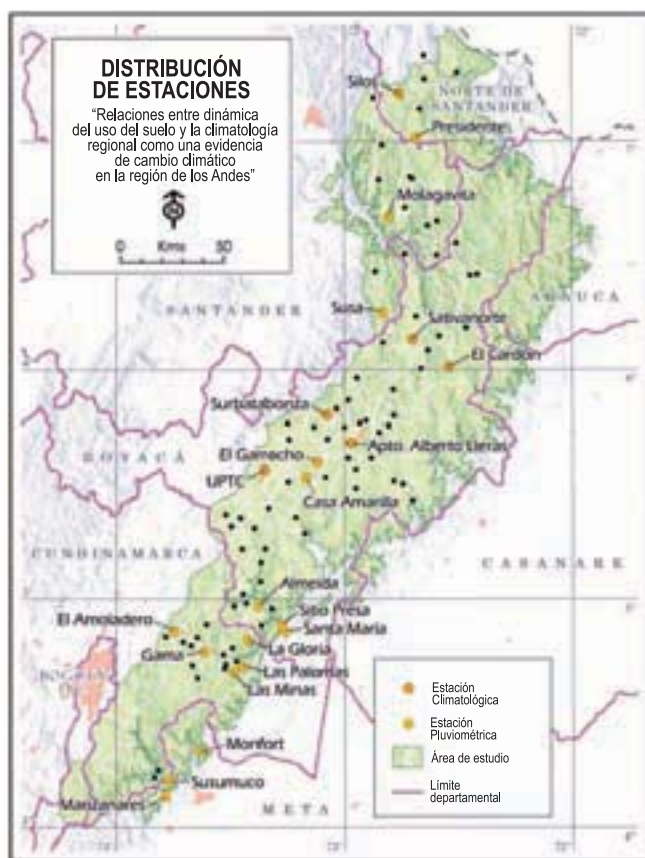 DISTRIBUCIÓN
DE ESTACIONES
“Relaciones entre dinámica
del uso del suelo y la climatología
regional como una evidencia
de cambio climático
en la región de los Andes”
N
0 Kms 50
Silos
NORTE DE
SANTANDER
Presidente
Molagavita
SANTANDER
ARAUCA
Susa
Sativanorte
El Cardón
Surbatabonza
BOYACÁ
Apto. Alberto Lleras
El Garrocho
UPTC
Casa Amarilla
CUNDINAMARCA
CASANARE
Almeida
Sitio Presa
El Amoladero
Santa María
La Gloria
Gama
Las Palomas
BOGOTÁ
Las Minas
Monfort
Susumuco
Manzanares
META
Estación
Climatológica
Estación
Pluviométrica
Área de estudio
Límite
departamental